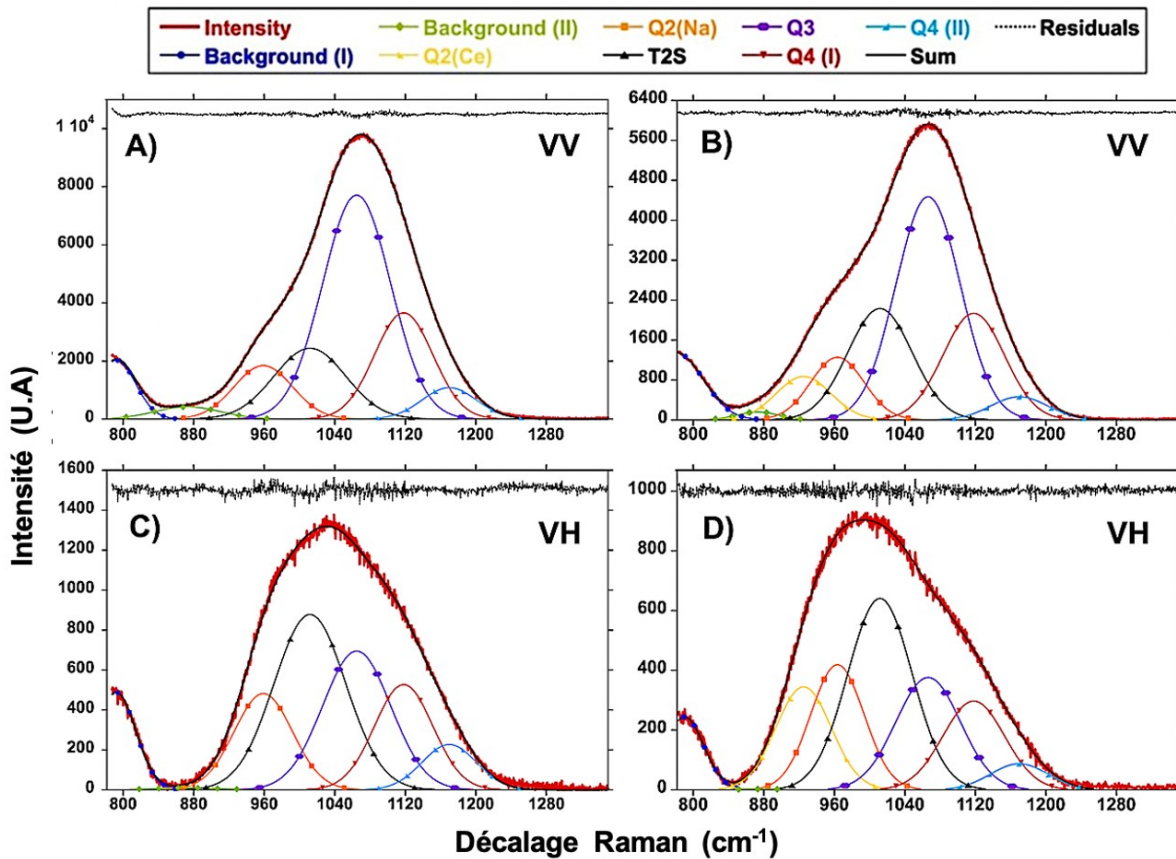 Intensity Background (II) Q2(Na) Q3 Q4 (II) Residuals
Background (I) Q2(Ce) T2S Q4 (I) Sum
A) VV
1 10⁴
8000
6000
4000
2000
0
800 880 960 1040 1120 1200 1280
B) VV
6400
5600
4800
4000
3200
2400
1600
800
0
800 880 960 1040 1120 1200 1280
C) VH
1600
1400
1200
1000
800
600
400
200
0
800 880 960 1040 1120 1200 1280
D) VH
1000
800
600
400
200
0
800 880 960 1040 1120 1200 1280
Intensité (U.A)
Décalage Raman (cm⁻¹)